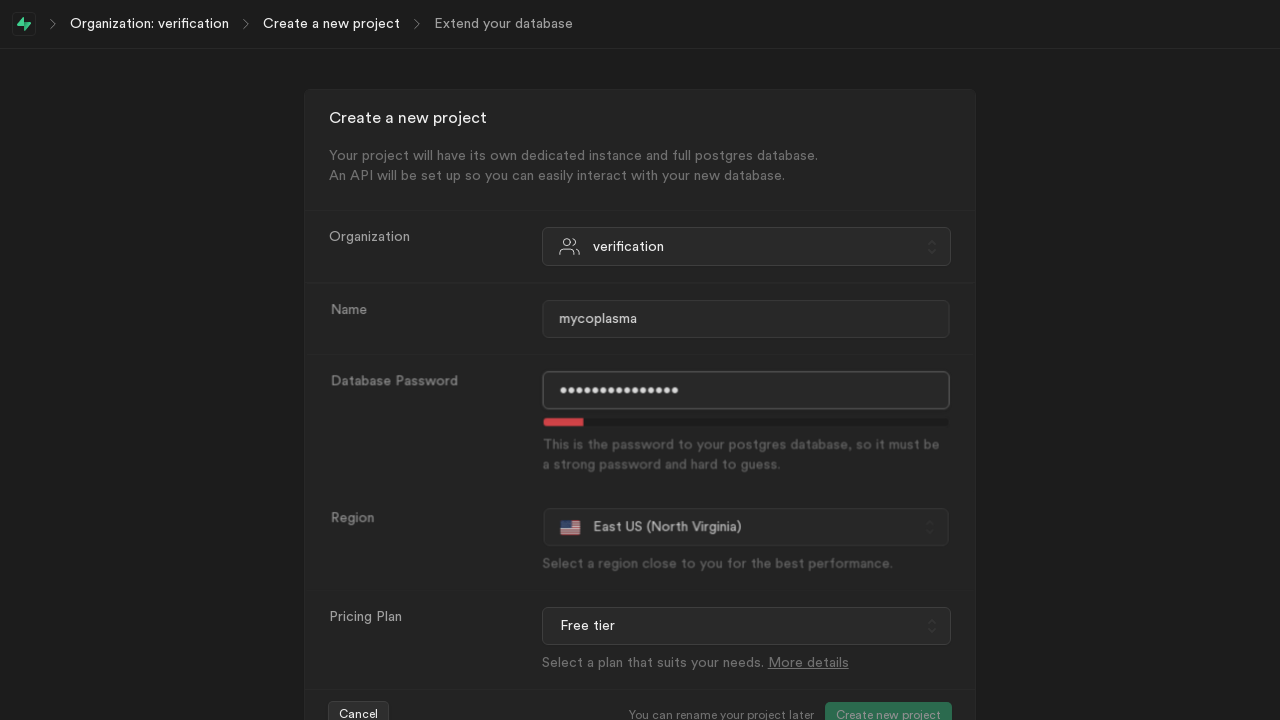 Organization: verification Create a new project Extend your database
Create a new project
Your project will have its own dedicated instance and full postgres database.
An API will be set up so you can easily interact with your new database.
Organization verification
Name mycoplasma
Database Password •••••••••••••••
This is the password to your postgres database, so it must be
a strong password and hard to guess.
Region East US (North Virginia)
Select a region close to you for the best performance.
Pricing Plan Free tier
Select a plan that suits your needs. More details
Cancel You can rename your project later Create new project